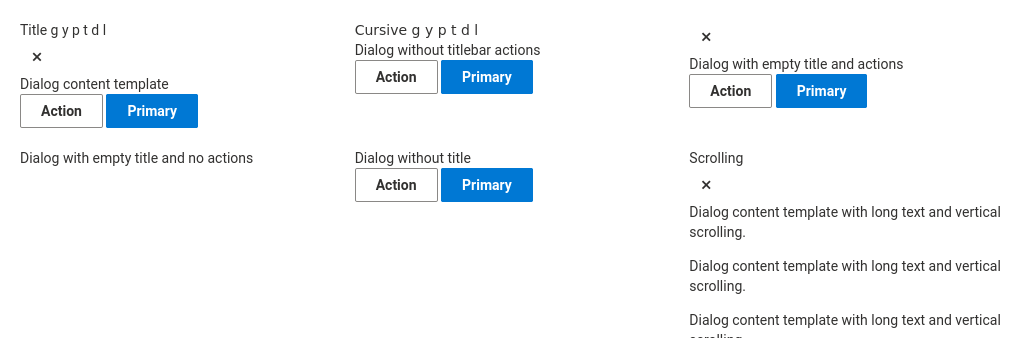 Title g y p t d l
×
Dialog content template
Action Primary
Cursive g y p t d l
Dialog without titlebar actions
Action Primary
×
Dialog with empty title and actions
Action Primary
Dialog with empty title and no actions
Dialog without title
Action Primary
Scrolling
×
Dialog content template with long text and vertical
scrolling.
Dialog content template with long text and vertical
scrolling.
Dialog content template with long text and vertical
scrolling.